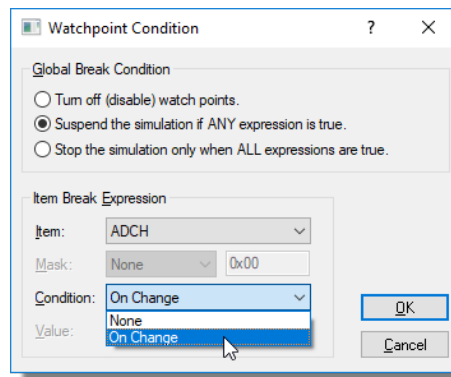 Watchpoint Condition ?
Global Break Condition
Turn off (disable) watch points.
Suspend the simulation if ANY expression is true.
Stop the simulation only when ALL expressions are true.
Item Break Expression
Item: ADCH
Mask: None 0x00
Condition: On Change
None
On Change
Value:
OK
Cancel